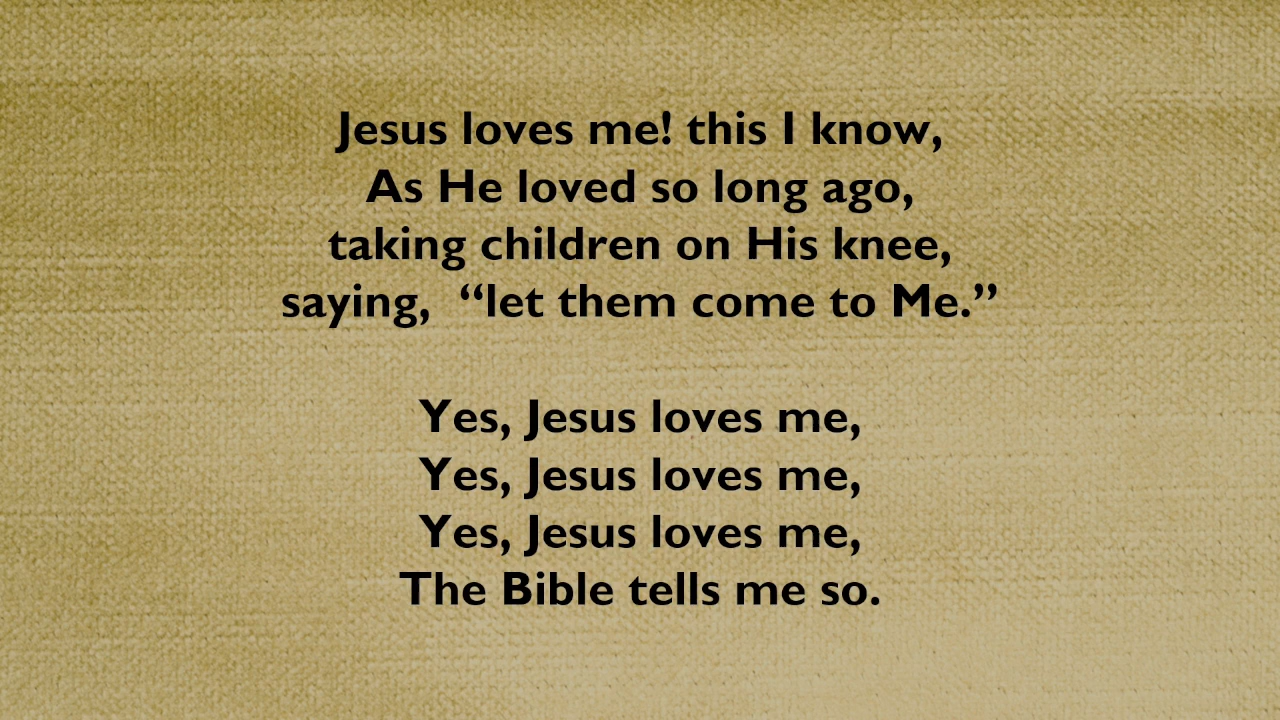 Jesus loves me! this I know,
As He loved so long ago,
taking children on His knee,
saying,  “let them come to Me.”
Yes, Jesus loves me,
Yes, Jesus loves me,
Yes, Jesus loves me,
The Bible tells me so.